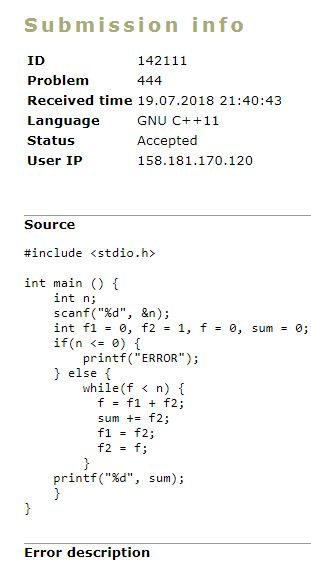 Submission info
ID 142111
Problem 444
Received time 19.07.2018 21:40:43
Language GNU C++11
Status Accepted
User IP 158.181.170.120
Source
#include <stdio.h>
int main () {
    int n;
    scanf("%d", &n);
    int f1 = 0, f2 = 1, f = 0, sum = 0;
    if(n <= 0) {
        printf("ERROR");
    } else {
        while(f < n) {
          f = f1 + f2;
          sum += f2;
          f1 = f2;
          f2 = f;
        }
    printf("%d", sum);
    }
}
Error description